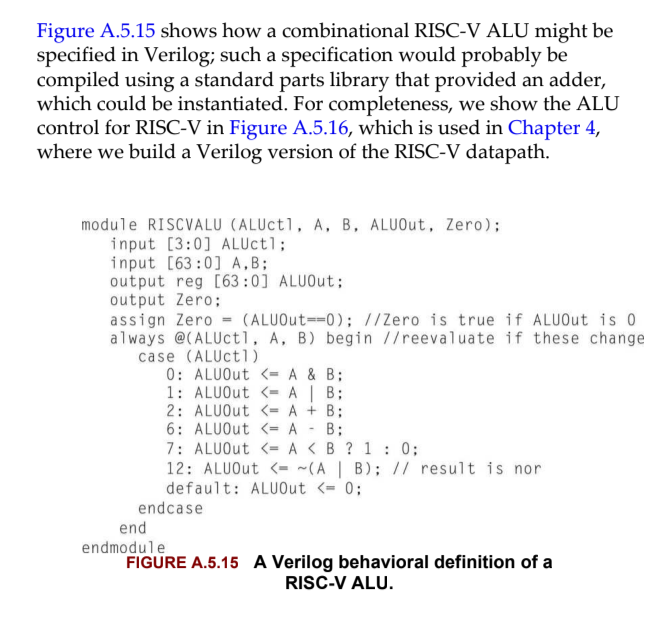 Figure A.5.15 shows how a combinational RISC-V ALU might be
specified in Verilog; such a specification would probably be
compiled using a standard parts library that provided an adder,
which could be instantiated. For completeness, we show the ALU
control for RISC-V in Figure A.5.16, which is used in Chapter 4,
where we build a Verilog version of the RISC-V datapath.
module RISCVALU (ALUctl, A, B, ALUOut, Zero);
input [3:0] ALUctl;
input [63:0] A,B;
output reg [63:0] ALUOut;
output Zero;
assign Zero = (ALUOut==0); //Zero is true if ALUOut is 0
always @(ALUctl, A, B) begin //reevaluate if these change
case (ALUctl)
0: ALUOut <= A & B;
1: ALUOut <= A | B;
2: ALUOut <= A + B;
6: ALUOut <= A - B;
7: ALUOut <= A < B ? 1 : 0;
12: ALUOut <= ~(A | B); // result is nor
default: ALUOut <= 0;
endcase
end
endmodule
FIGURE A.5.15 A Verilog behavioral definition of a
RISC-V ALU.